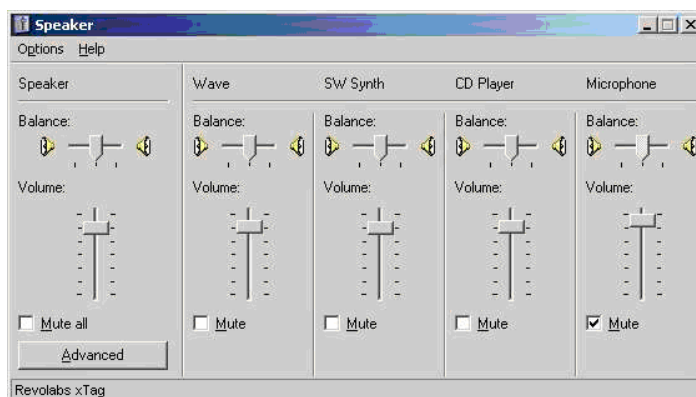 Speaker
Options Help
Speaker Wave SW Synth CD Player Microphone
Balance: Balance: Balance: Balance: Balance:
Volume: Volume: Volume: Volume: Volume:
Mute all Mute Mute Mute Mute
Advanced
Revolabs xTag